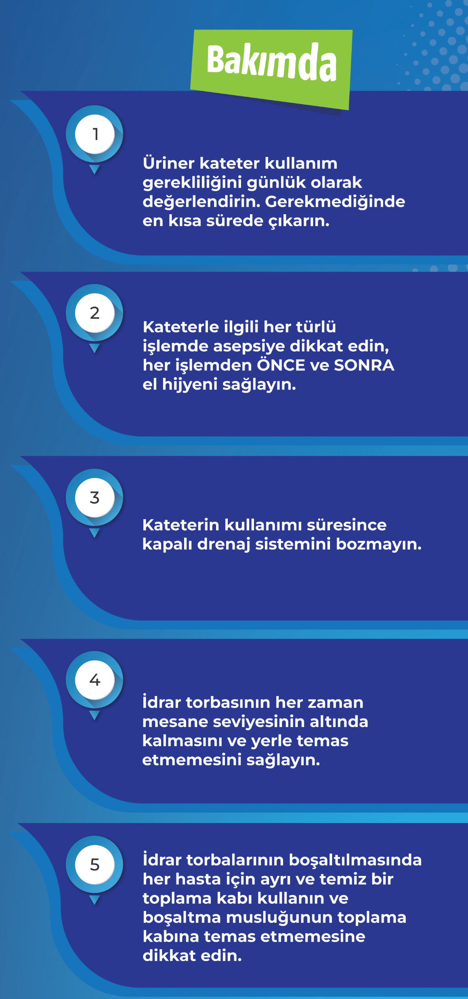 Bakımda
1
Üriner kateter kullanım
gerekliliğini günlük olarak
değerlendirin. Gerekmediğinde
en kısa sürede çıkarın.
2
Kateterle ilgili her türlü
işlemde asepsiye dikkat edin,
her işlemden ÖNCE ve SONRA
el hijyeni sağlayın.
3
Kateterin kullanımı süresince
kapalı drenaj sistemini bozmayın.
4
İdrar torbasının her zaman
mesane seviyesinin altında
kalmasını ve yerle temas
etmemesini sağlayın.
5
İdrar torbalarının boşaltılmasında
her hasta için ayrı ve temiz bir
toplama kabı kullanın ve
boşaltma musluğunun toplama
kabına temas etmemesine
dikkat edin.